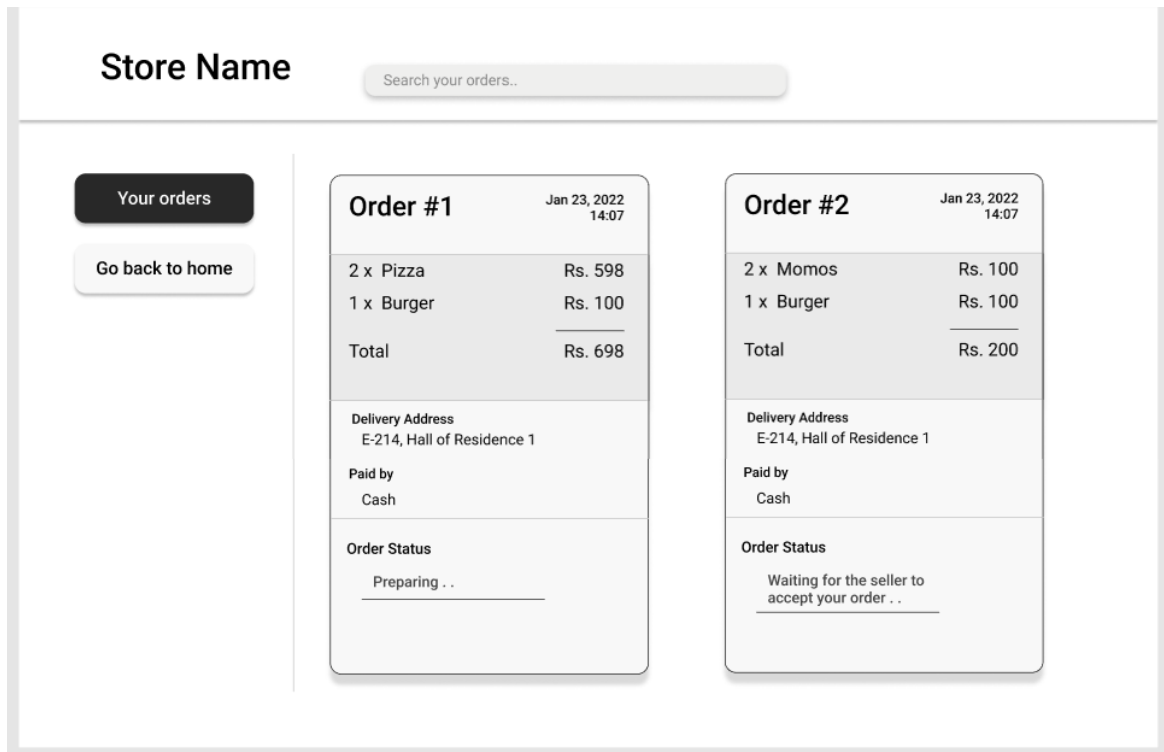 Store Name
Search your orders..
Your orders
Go back to home
Order #1
Jan 23, 2022
14:07
2 x Pizza Rs. 598
1 x Burger Rs. 100
Total Rs. 698
Delivery Address
E-214, Hall of Residence 1
Paid by
Cash
Order Status
Preparing . .
Order #2
Jan 23, 2022
14:07
2 x Momos Rs. 100
1 x Burger Rs. 100
Total Rs. 200
Delivery Address
E-214, Hall of Residence 1
Paid by
Cash
Order Status
Waiting for the seller to
accept your order . .